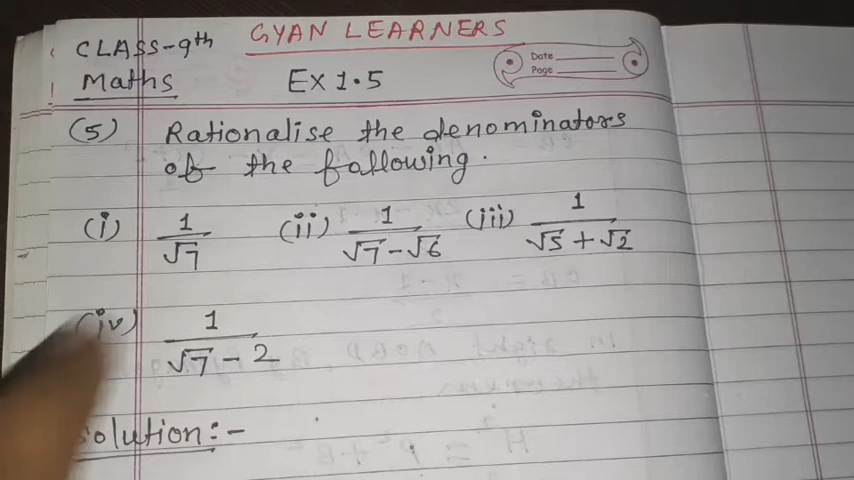 CLASS-9th GYAN LEARNERS
Maths Ex 1.5
Date
Page
(5) Rationalise the denominators
of the following.
(i) 1/√7 (ii) 1/(√7-√6) (iii) 1/(√5+√2)
(iv) 1/(√7-2)
Solution:-